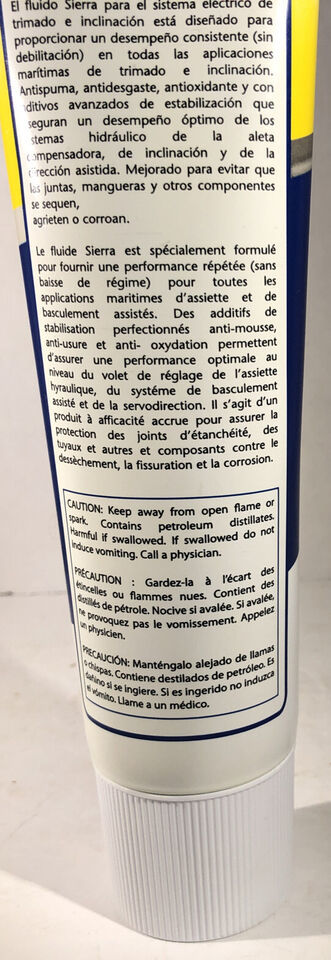 El fluido Sierra para el sistema eléctrico de
trimado e inclinación está diseñado para
proporcionar un desempeño consistente (sin
debilitación) en todas las aplicaciones
marítimas de trimado e inclinación.
Antispuma, antidesgaste, antioxidante y con
ditivos avanzados de estabilización que
seguran un desempeño óptimo de los
stemas hidráulico de la aleta
ompensadora, de inclinación y de la
rección asistida. Mejorado para evitar que
las juntas, mangueras y otros componentes
se sequen,
agrieten o corroan.
Le fluide Sierra est spécialement formulé
pour fournir une performance répétée (sans
baisse de régime) pour toutes les
applications maritimes d'assiette et de
basculement assistés. Des additifs de
stabilisation perfectionnés anti-mousse,
anti-usure et anti- oxydation permettent
d'assurer une performance optimale au
niveau du volet de réglage de l'assiette
hyraulique, du systéme de basculement
assisté et de la servodirection. Il s'agit d'un
produit à afficacité accrue pour assurer la
protection des joints d'étanchéité, des
tuyaux et autres et composants contre le
dessèchement, la fissuration et la corrosion.
CAUTION: Keep away from open flame or
spark. Contains petroleum distillates.
Harmful if swallowed. If swallowed do not
induce vomiting. Call a physician.
PRÉCAUTION : Gardez-la à l'écart des
étincelles ou flammes nues. Contient des
distillés de pétrole. Nocive si avalée. Si avalée,
ne provoquez pas le vomissement. Appelez
un physicien.
PRECAUCIÓN: Manténgalo alejado de llamas
o chispas. Contiene destilados de petróleo. Es
dañino si se ingiere. Si es ingerido no induzca
el vómito. Llame a un médico.